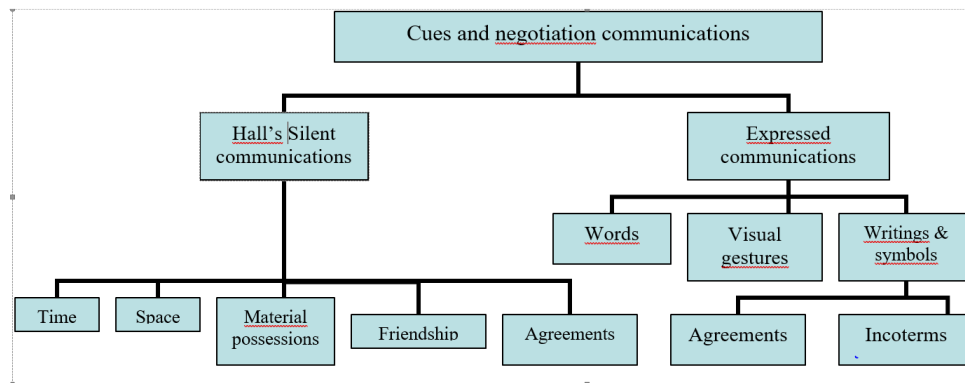 Cues and negotiation communications
Hall's Silent
communications
Expressed
communications
Words
Visual
gestures
Writings &
symbols
Time
Space
Material
possessions
Friendship
Agreements
Agreements
Incoterms